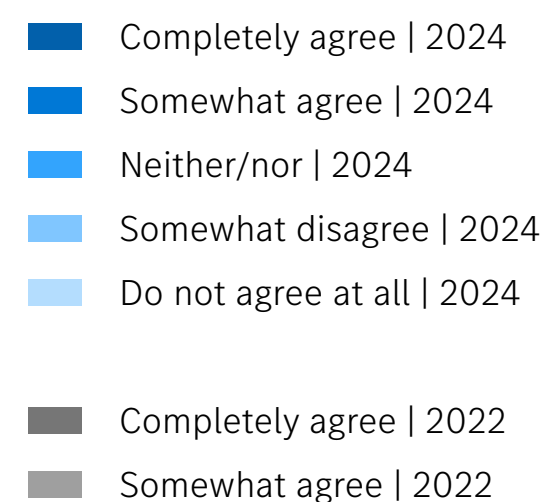 Completely agree | 2024
Somewhat agree | 2024
Neither/nor | 2024
Somewhat disagree | 2024
Do not agree at all | 2024
Completely agree | 2022
Somewhat agree | 2022